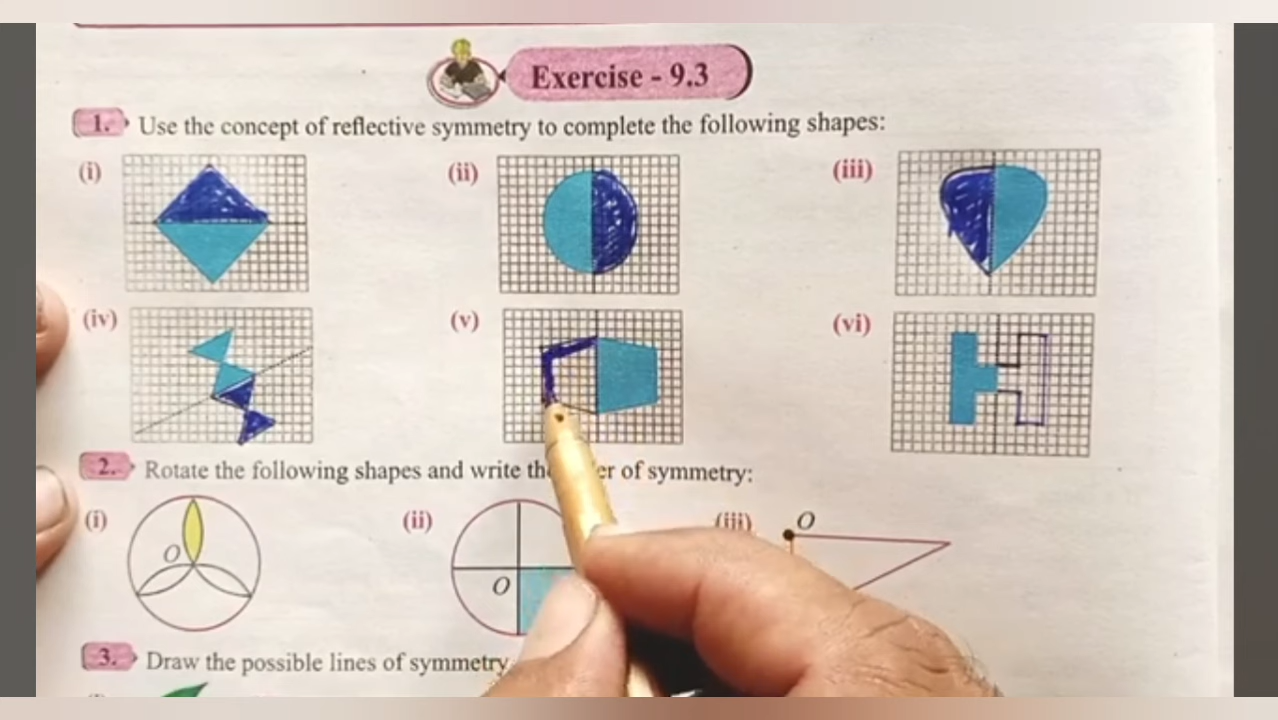 Exercise - 9.3
1. Use the concept of reflective symmetry to complete the following shapes:
(i) (ii) (iii)
(iv) (v) (vi)
2. Rotate the following shapes and write the er of symmetry:
(i) (ii) (iii)
O O O
3. Draw the possible lines of symmetry